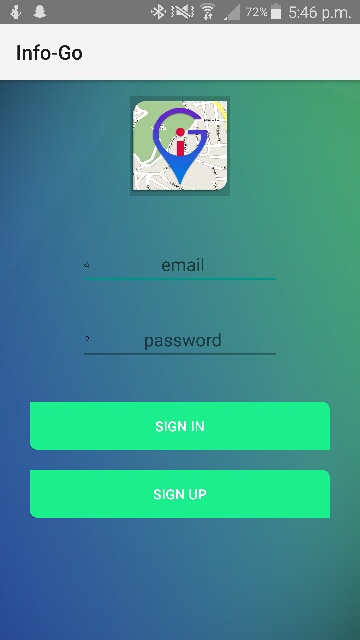 72% 5:46 p.m.
Info-Go
G
i
email
password
SIGN IN
SIGN UP